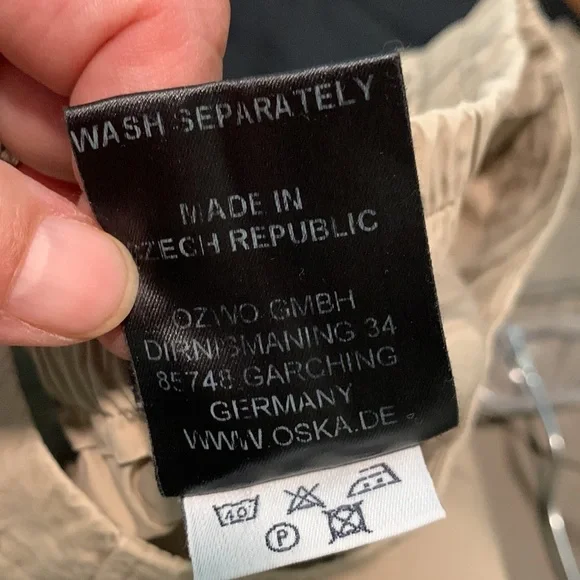 WASH SEPARATELY
MADE IN
CZECH REPUBLIC
OZWO GMBH
DIRNISMANING 34
85748 GARCHING
GERMANY
WWW.OSKA.DE
40
P